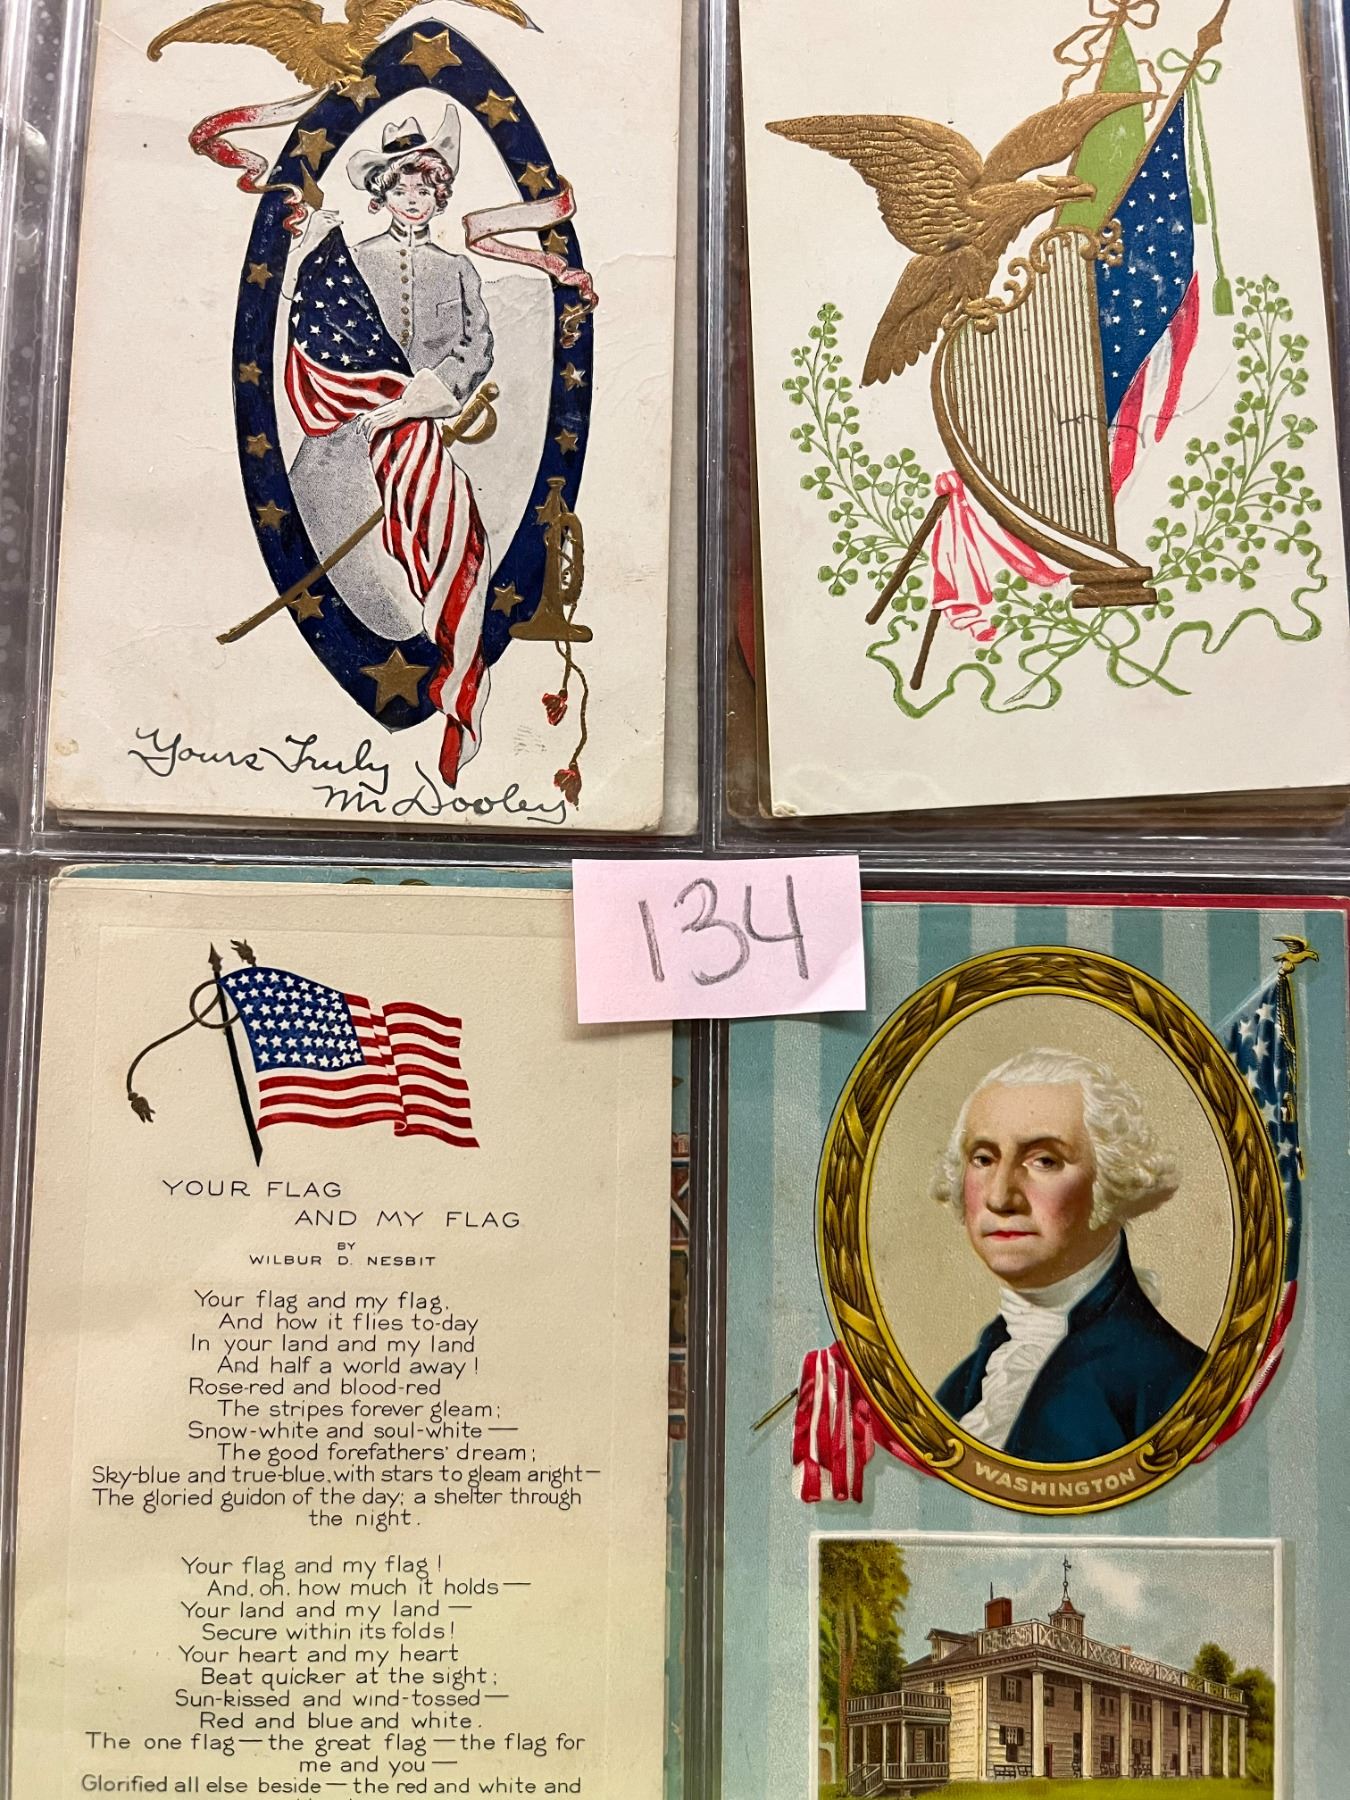 Yours Truly
Mr Dooley
134
YOUR FLAG
AND MY FLAG
BY
WILBUR D. NESBIT
Your flag and my flag,
And how it flies to-day
In your land and my land
And half a world away!
Rose-red and blood-red
The stripes forever gleam;
Snow-white and soul-white—
The good forefathers' dream;
Sky-blue and true-blue, with stars to gleam aright—
The gloried guidon of the day; a shelter through
the night.
Your flag and my flag!
And, oh, how much it holds—
Your land and my land—
Secure within its folds!
Your heart and my heart
Beat quicker at the sight;
Sun-kissed and wind-tossed—
Red and blue and white.
The one flag—the great flag—the flag for
me and you—
Glorified all else beside—the red and white and
WASHINGTON